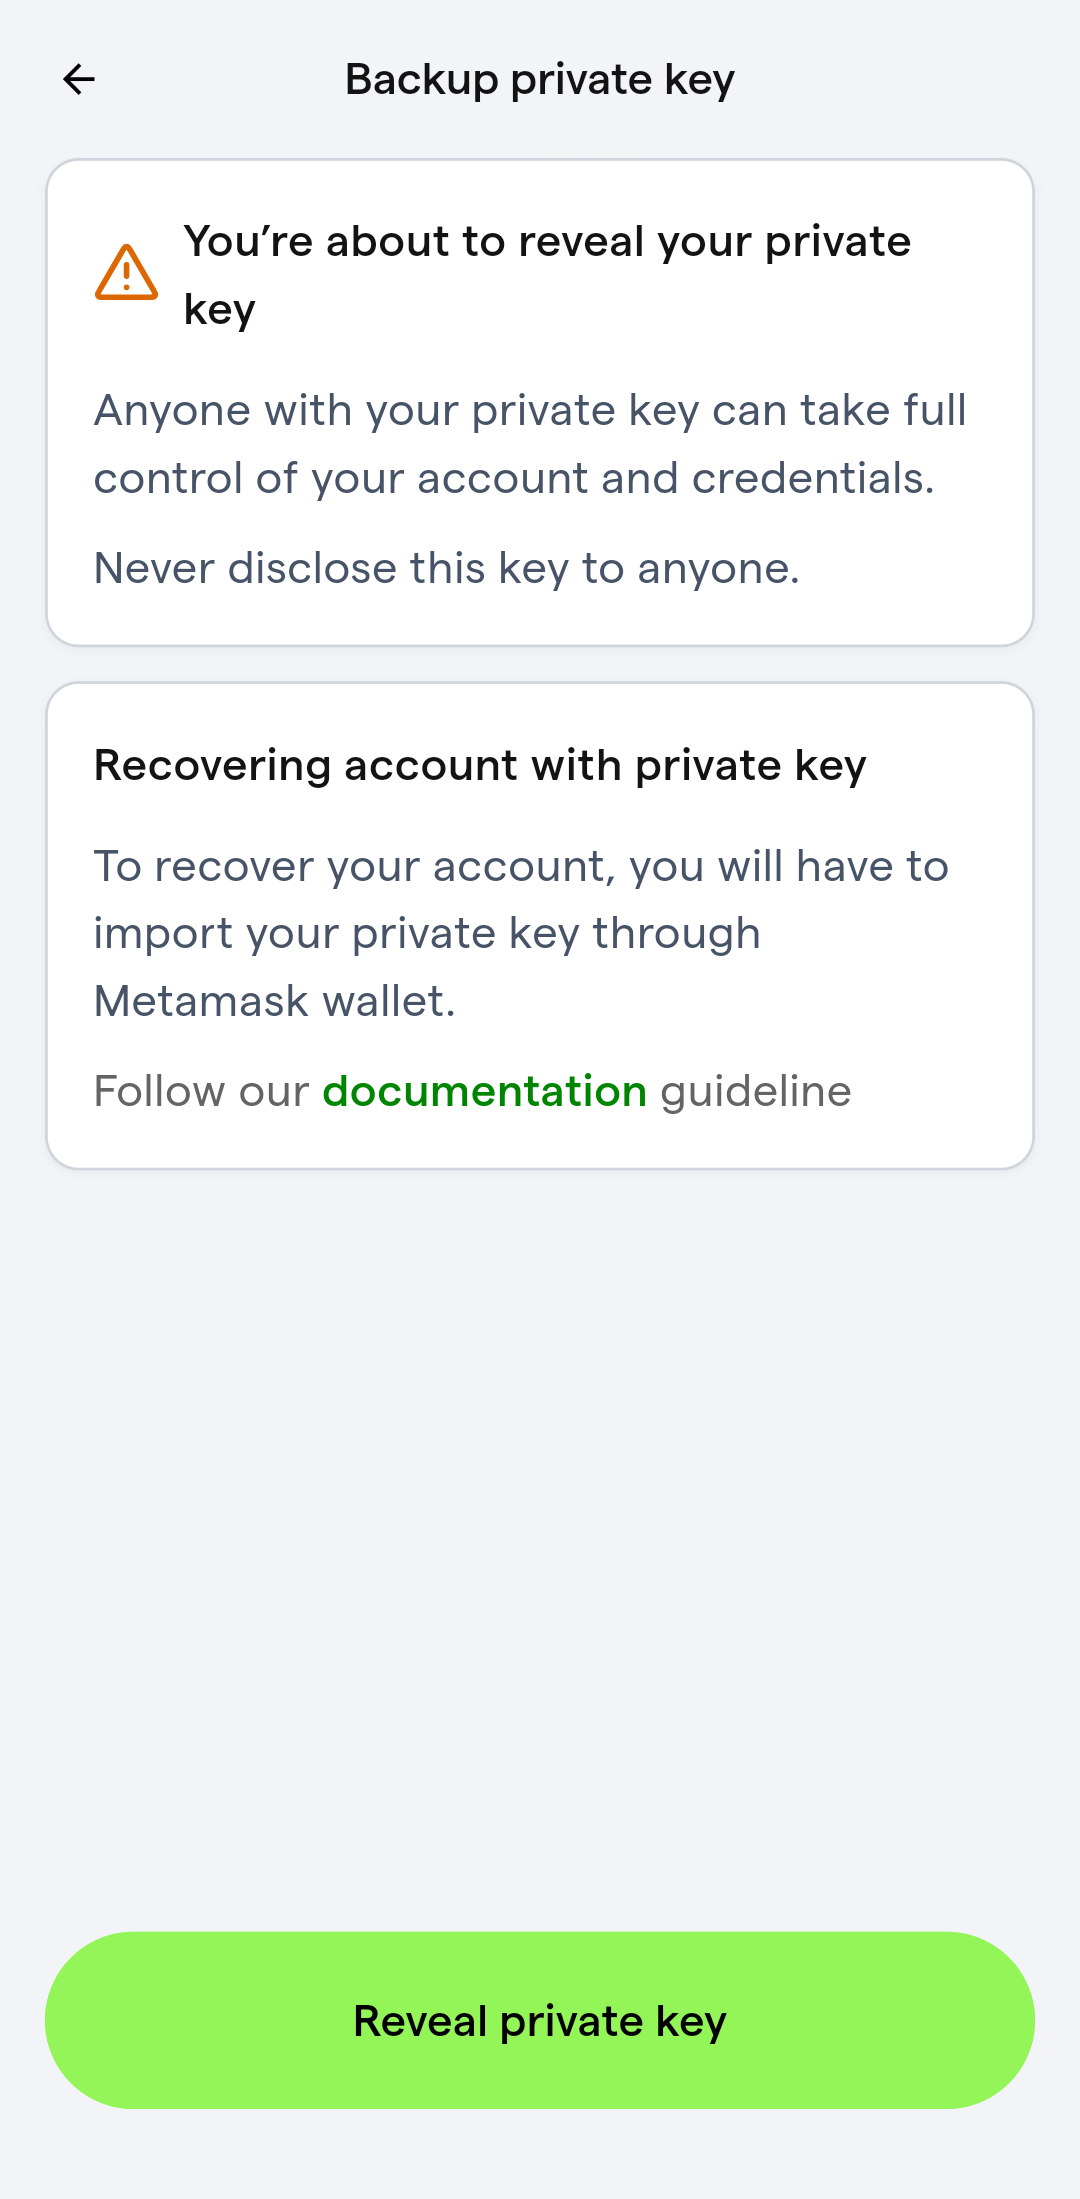 Backup private key
You’re about to reveal your private
key
Anyone with your private key can take full
control of your account and credentials.
Never disclose this key to anyone.
Recovering account with private key
To recover your account, you will have to
import your private key through
Metamask wallet.
Follow our documentation guideline
Reveal private key